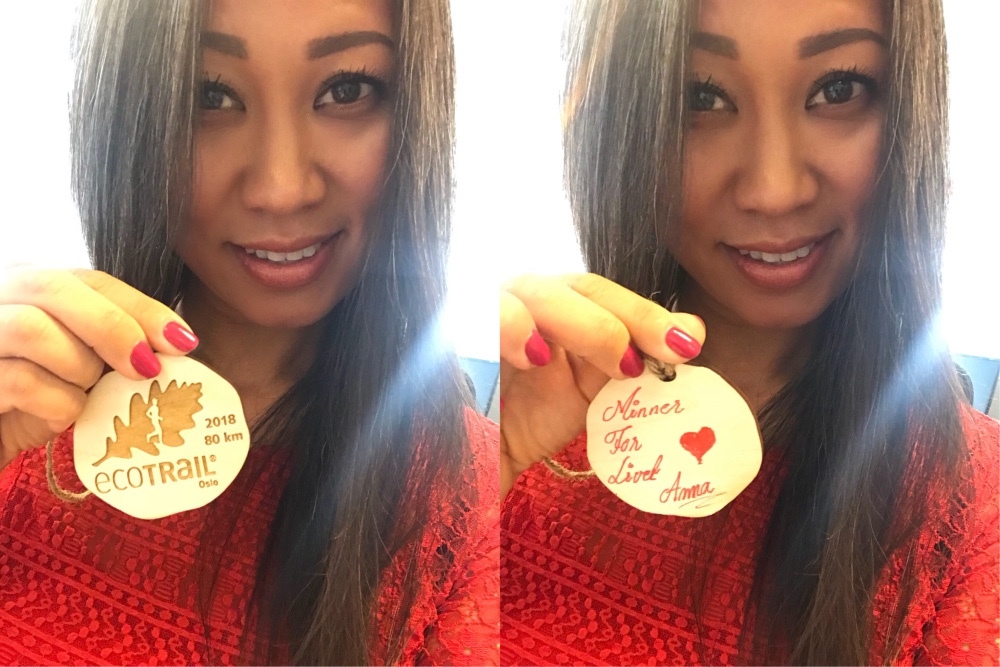 2018
80 km
ecoTRaiL®
Oslo
Minner
For
Livet
Anna